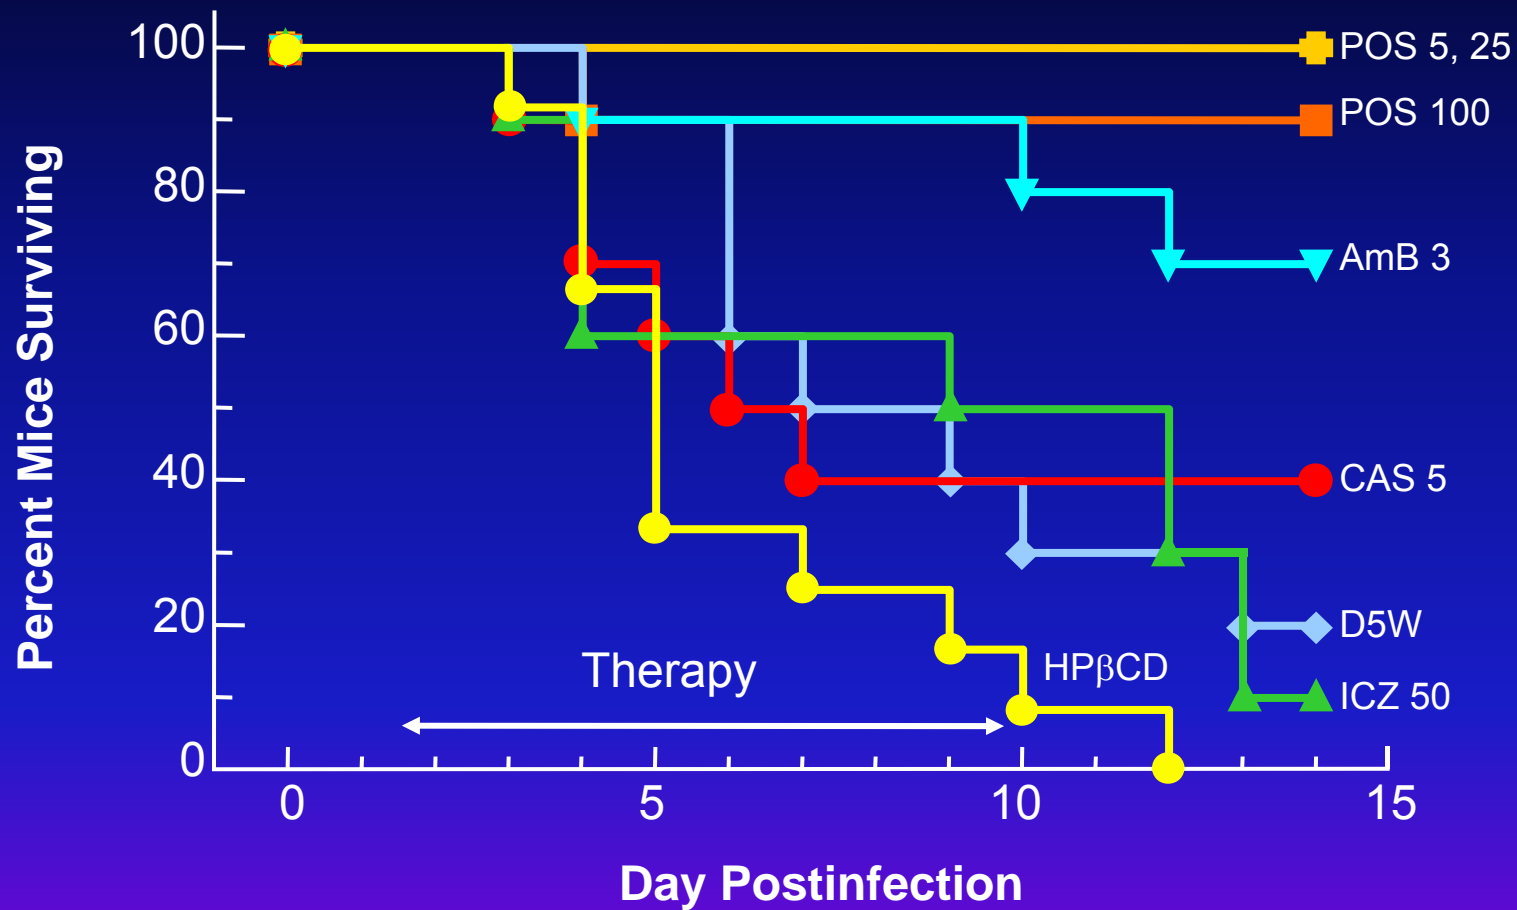 Percent Mice Surviving
100
80
60
40
20
0
POS 5, 25
POS 100
AmB 3
CAS 5
D5W
ICZ 50
HPβCD
Therapy
0 5 10 15
Day Postinfection